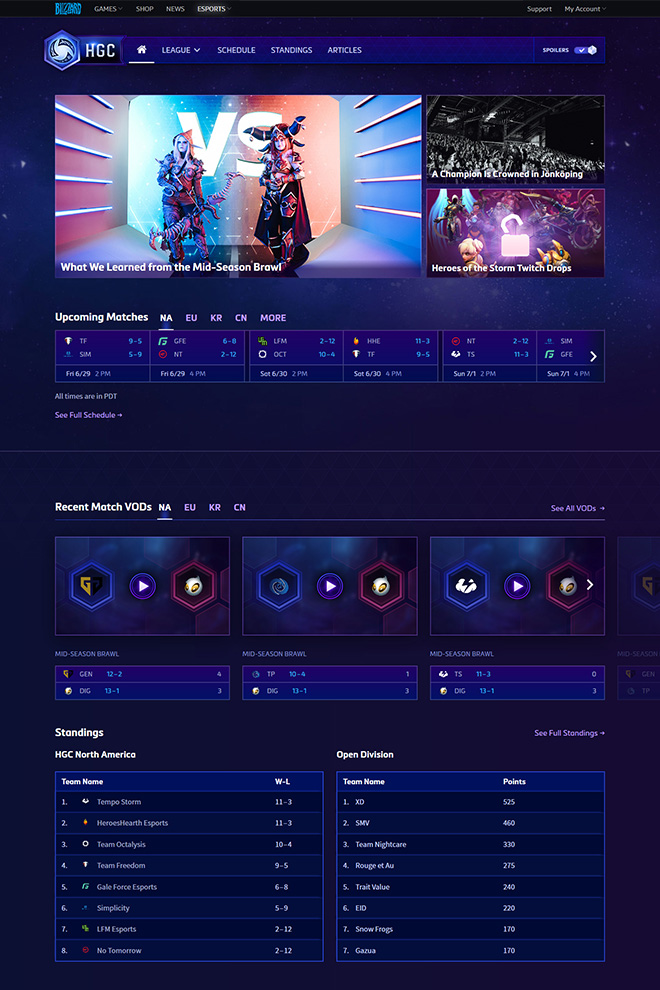 BLIZZARD GAMES SHOP NEWS ESPORTS Support My Account
HGC LEAGUE SCHEDULE STANDINGS ARTICLES SPOILERS
VS
What We Learned from the Mid-Season Brawl
A Champion is Crowned in Jönköping
Heroes of the Storm Twitch Drops
Upcoming Matches NA EU KR CN MORE
TF 9-5 GFE 6-8 LFM 2-12 HHE 11-3 NT 2-12 SIM
SIM 5-9 NT 2-12 OCT 10-4 TF 9-5 TS 11-3 GFE
Fri 6/29 2 PM Fri 6/29 4 PM Sat 6/30 2 PM Sat 6/30 4 PM Sun 7/1 2 PM Sun 7/1 4 PM
All times are in PDT
See Full Schedule →
Recent Match VODs NA EU KR CN See All VODs →
MID-SEASON BRAWL MID-SEASON BRAWL MID-SEASON BRAWL MID-SEASON
GEN 12-2 4 TP 10-4 1 TS 11-3 0 GEN
DIG 13-1 3 DIG 13-1 3 DIG 13-1 3 TP
Standings See Full Standings →
HGC North America Open Division
Team Name W-L Team Name Points
1. Tempo Storm 11-3 1. XD 525
2. HeroesHearth Esports 11-3 2. SMV 460
3. Team Octalysis 10-4 3. Team Nightcare 330
4. Team Freedom 9-5 4. Rouge et Au 275
5. Gale Force Esports 6-8 5. Trait Value 240
6. Simplicity 5-9 6. EID 220
7. LFM Esports 2-12 7. Snow Frogs 170
8. No Tomorrow 2-12 7. Gazua 170